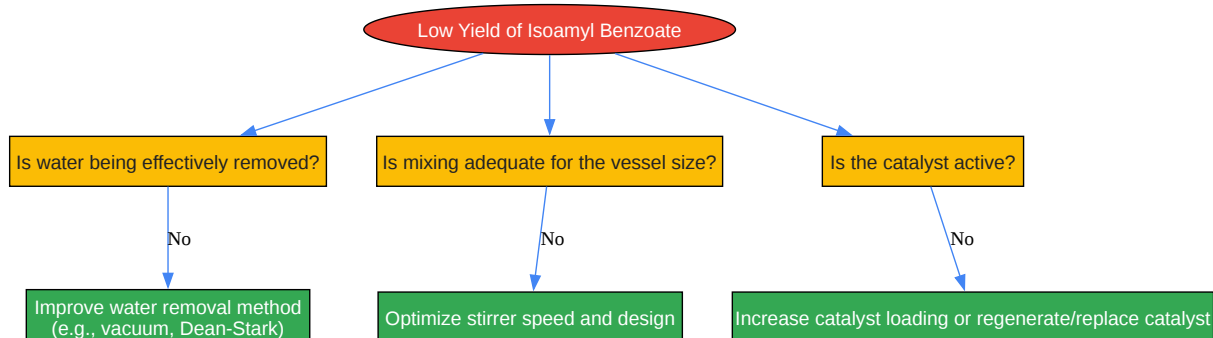 Low Yield of Isoamyl Benzoate
Is water being effectively removed?
Is mixing adequate for the vessel size?
Is the catalyst active?
No
No
No
Improve water removal method
(e.g., vacuum, Dean-Stark)
Optimize stirrer speed and design
Increase catalyst loading or regenerate/replace catalyst